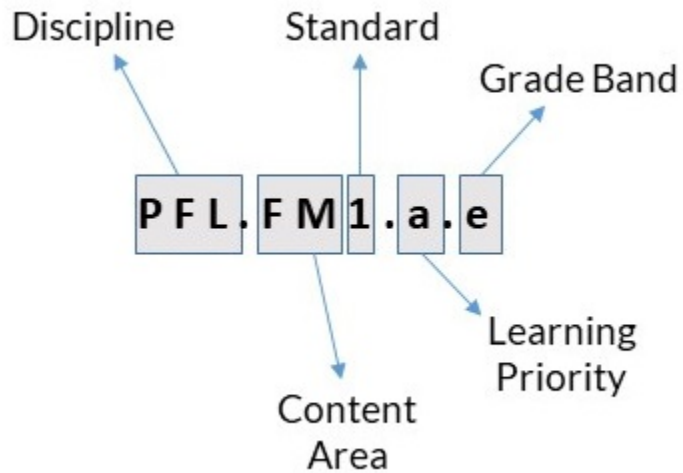 Discipline
Standard
Grade Band
PFL.FM1.a.e
Learning
Priority
Content
Area